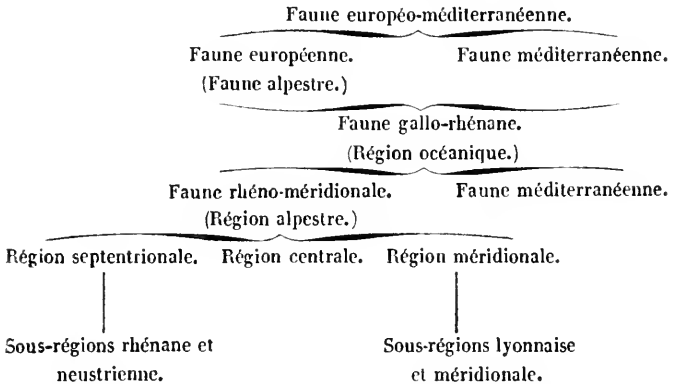 Faune européo-méditerranéenne.
Faune européenne. Faune méditerranéenne.
(Faune alpestre.)
Faune gallo-rhénane.
(Région océanique.)
Faune rhéno-méridionale. Faune méditerranéenne.
(Région alpestre.)
Région septentrionale. Région centrale. Région méridionale.
Sous-régions rhénane et Sous-régions lyonnaise
neustrienne. et méridionale.